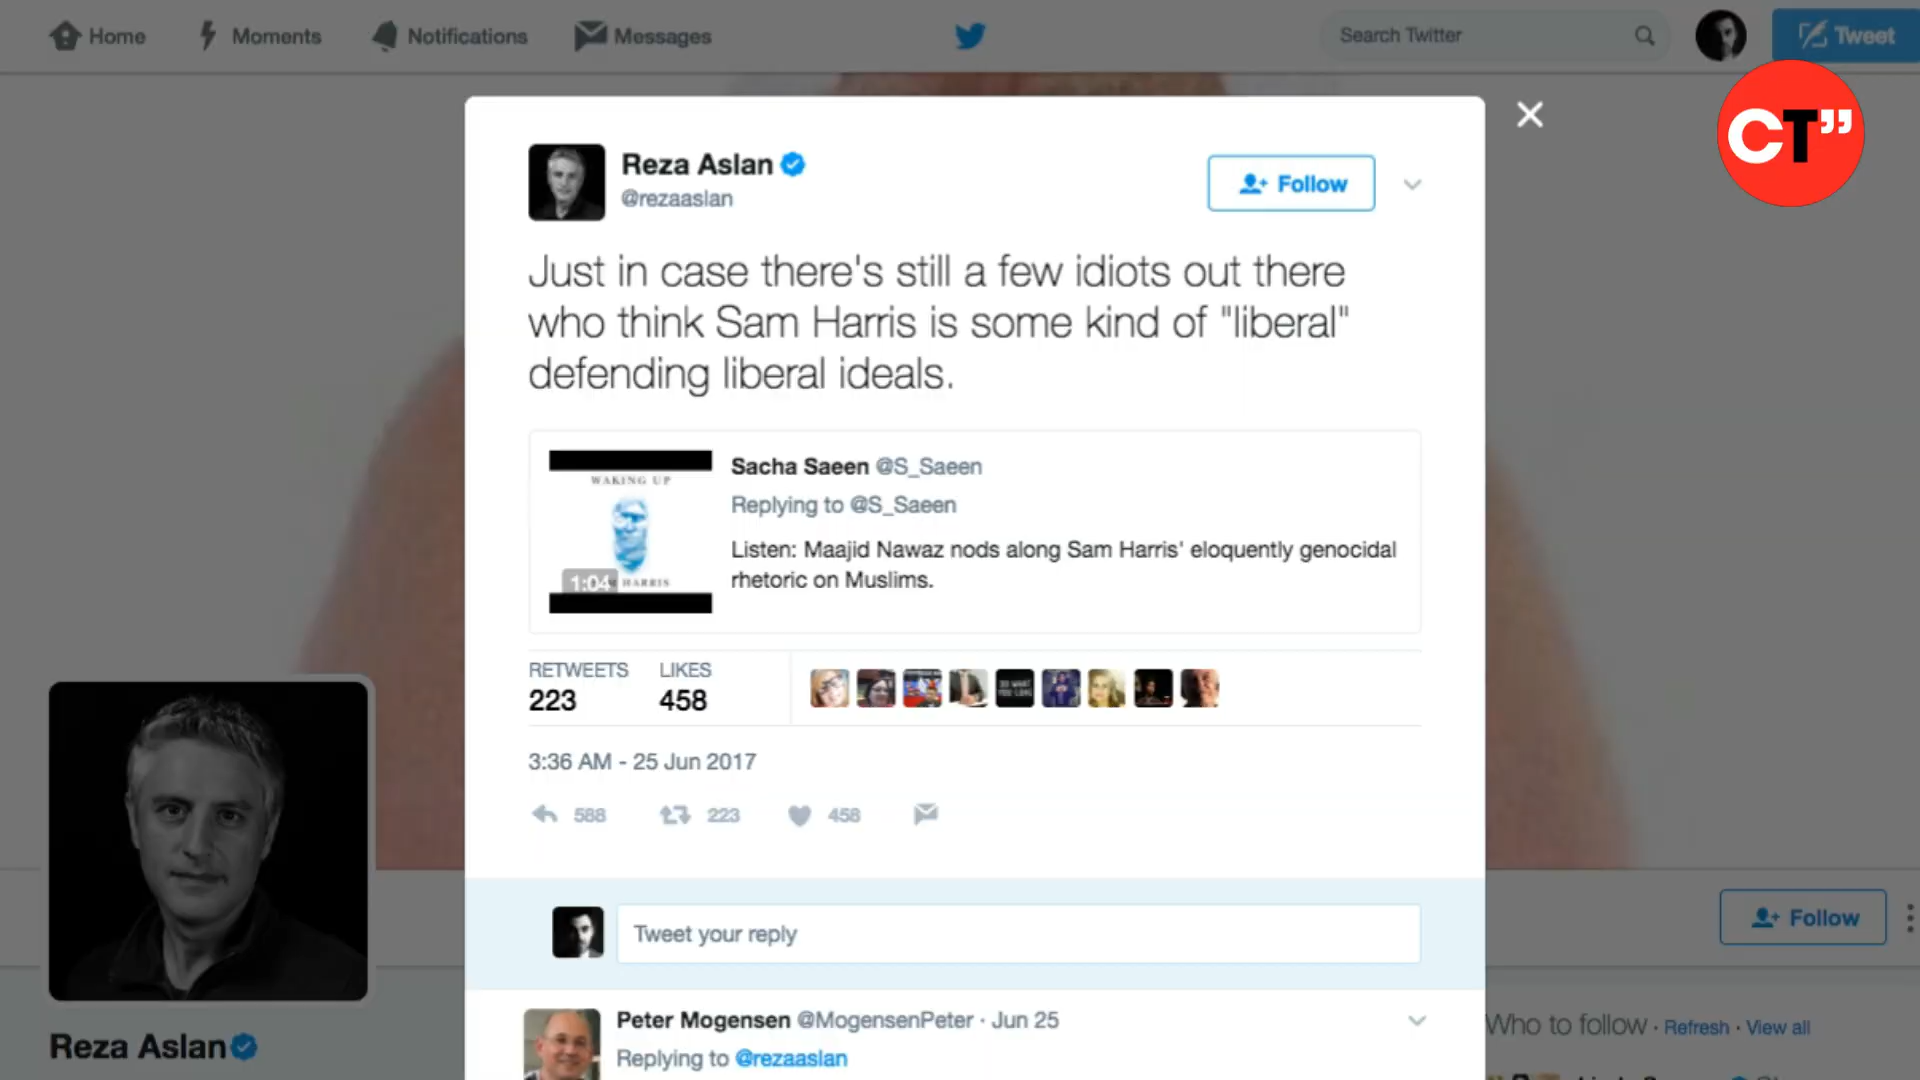 Home
Moments
Notifications
Messages
Search Twitter
Tweet
CT”
Reza Aslan
@rezaaslan
Follow
Just in case there's still a few idiots out there
who think Sam Harris is some kind of "liberal"
defending liberal ideals.
WAKING UP
1:04
HARRIS
Sacha Saeen @S_Saeen
Replying to @S_Saeen
Listen: Maajid Nawaz nods along Sam Harris' eloquently genocidal
rhetoric on Muslims.
RETWEETS
223
LIKES
458
3:36 AM - 25 Jun 2017
588
223
458
Tweet your reply
Peter Mogensen @MogensenPeter · Jun 25
Replying to @rezaaslan
Reza Aslan
Follow
Who to follow · Refresh · View all